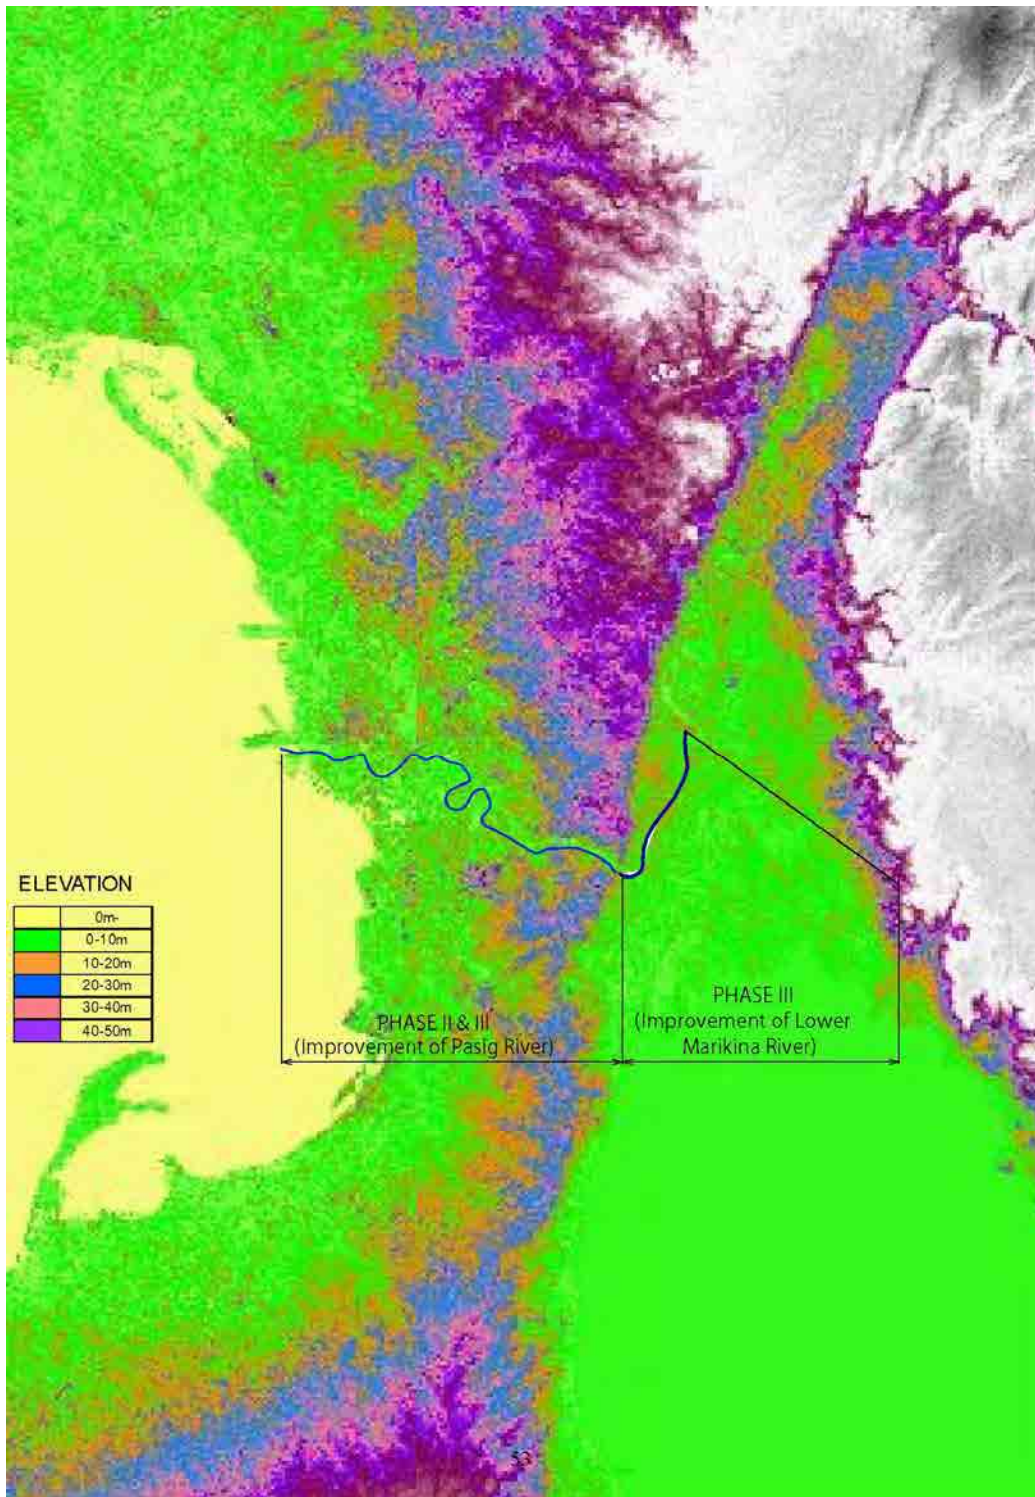 ELEVATION
0m-
0-10m
10-20m
20-30m
30-40m
40-50m
PHASE II & III
(Improvement of Pasig River)
PHASE III
(Improvement of Lower
Marikina River)
53